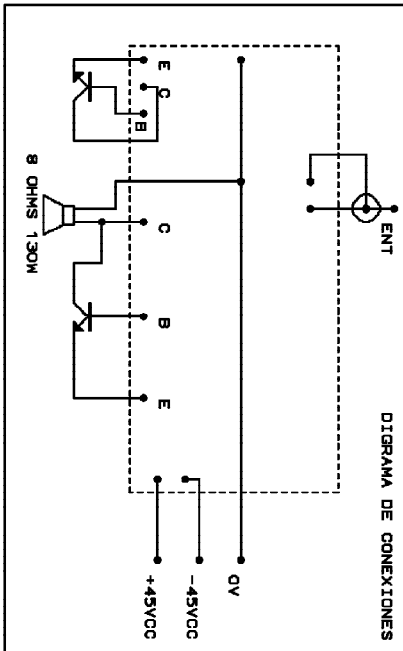 DIGRAMA DE CONEXIONES
ENT
E
C
B
8 OHMS 130W
C
B
E
0V
-45VCC
+45VCC